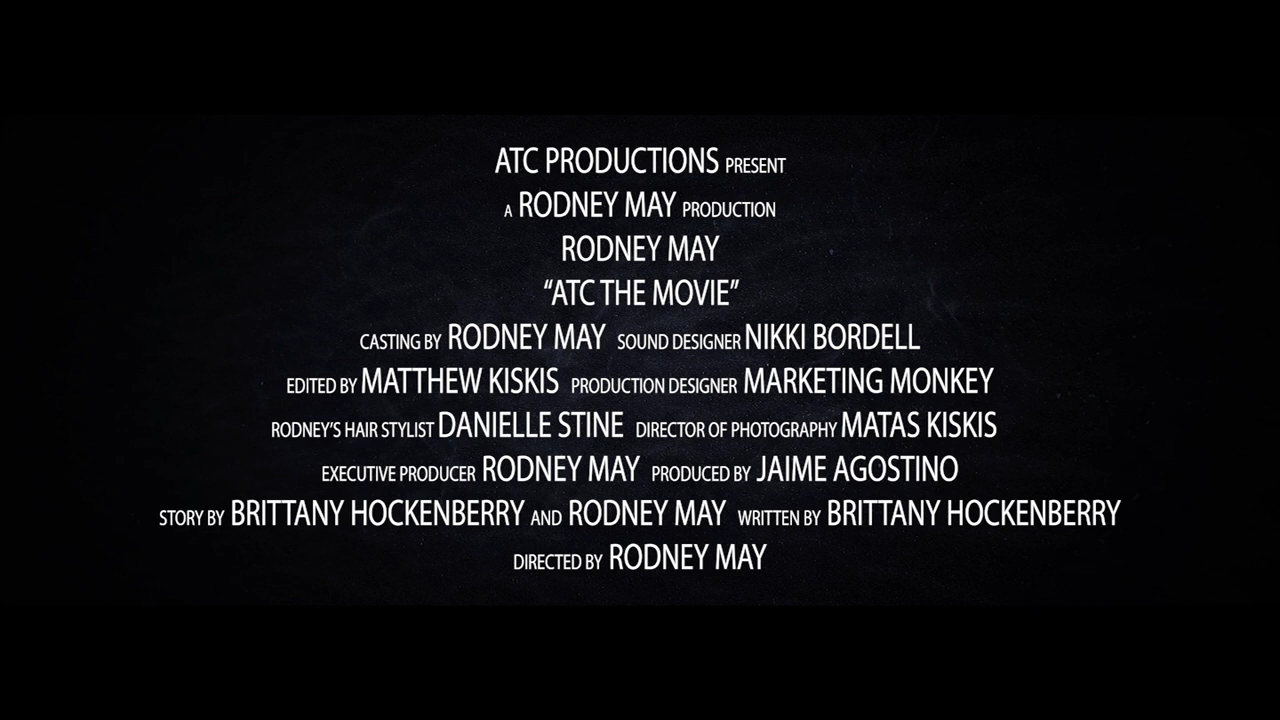 ATC PRODUCTIONS PRESENT
A RODNEY MAY PRODUCTION
RODNEY MAY
“ATC THE MOVIE”
CASTING BY RODNEY MAY SOUND DESIGNER NIKKI BORDELL
EDITED BY MATTHEW KISKIS PRODUCTION DESIGNER MARKETING MONKEY
RODNEY’S HAIR STYLIST DANIELLE STINE DIRECTOR OF PHOTOGRAPHY MATAS KISKIS
EXECUTIVE PRODUCER RODNEY MAY PRODUCED BY JAIME AGOSTINO
STORY BY BRITTANY HOCKENBERRY AND RODNEY MAY WRITTEN BY BRITTANY HOCKENBERRY
DIRECTED BY RODNEY MAY